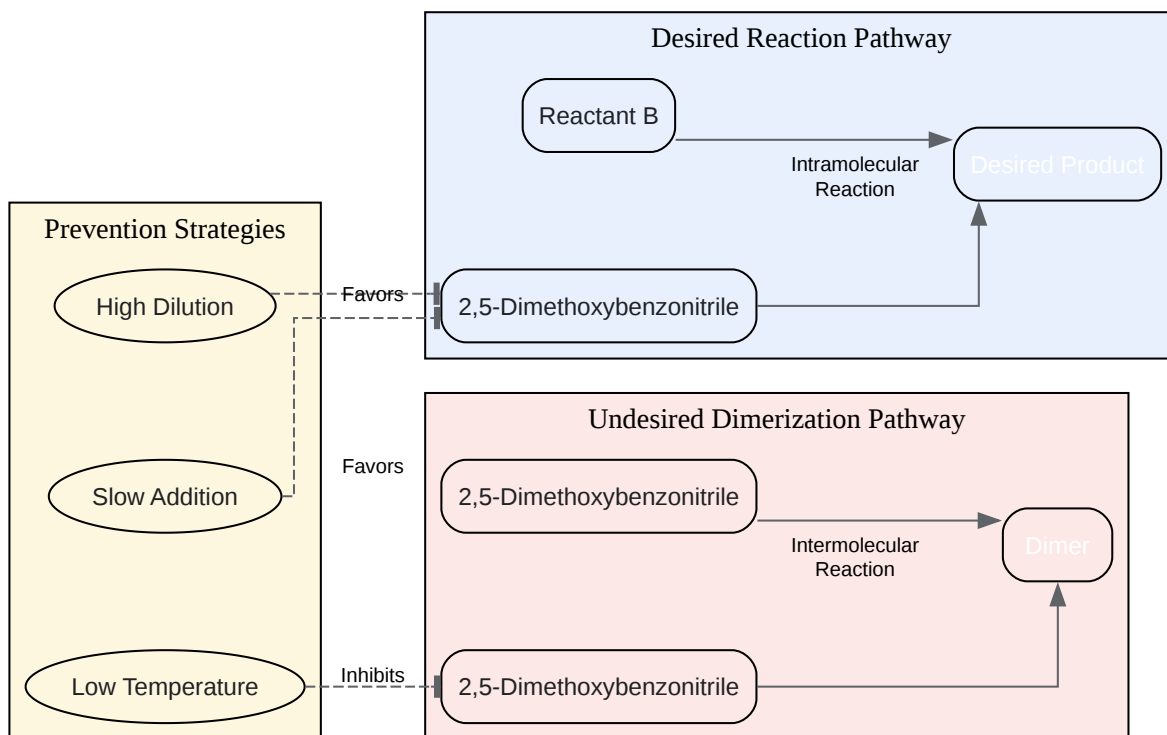 Desired Reaction Pathway
Reactant B
Intramolecular
Reaction
Desired Product
Prevention Strategies
High Dilution
Favors
2,5-Dimethoxybenzonitrile
Undesired Dimerization Pathway
Slow Addition
Favors
2,5-Dimethoxybenzonitrile
Intermolecular
Reaction
Dimer
Low Temperature
Inhibits
2,5-Dimethoxybenzonitrile